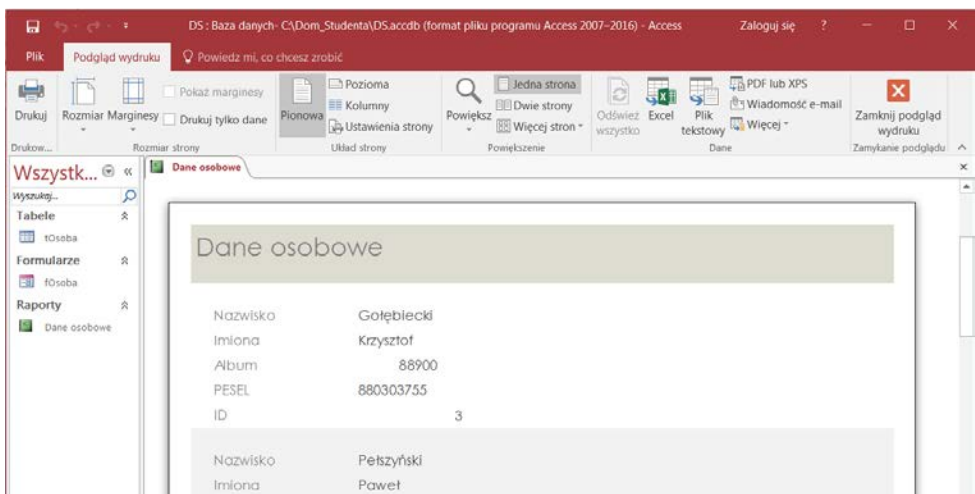 DS : Baza danych- C:\Dom_Studenta\DS.accdb (format pliku programu Access 2007–2016) - Access Zaloguj się ?
Plik Podgląd wydruku Powiedz mi, co chcesz zrobić
Drukuj Rozmiar Marginesy Pokaż marginesy Drukuj tylko dane
Pionowa Pozioma Kolumny Ustawienia strony
Powiększ Jedna strona Dwie strony Więcej stron
Odśwież wszystko Excel Plik tekstowy PDF lub XPS Wiadomość e-mail Więcej
Zamknij podgląd wydruku
Drukow... Rozmiar strony Układ strony Powiększenie Dane Zamykanie podglądu
Wszystk...
Wyszukaj...
Tabele
tOsoba
Formularze
fOsoba
Raporty
Dane osobowe
Dane osobowe
Dane osobowe
Nazwisko Gołębiecki
Imiona Krzysztof
Album 88900
PESEL 880303755
ID 3
Nazwisko Pełszyński
Imiona Paweł